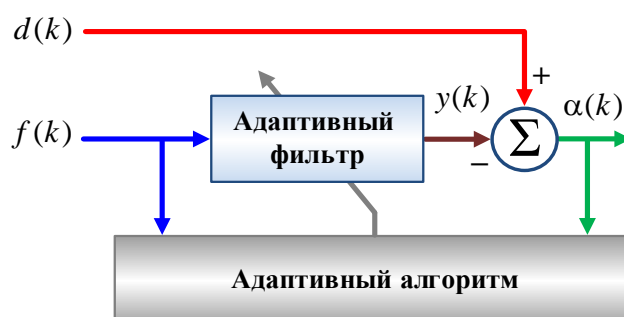 d(k)
+
y(k)
α(k)
f(k)
Адаптивный
фильтр
Σ
−
Адаптивный алгоритм